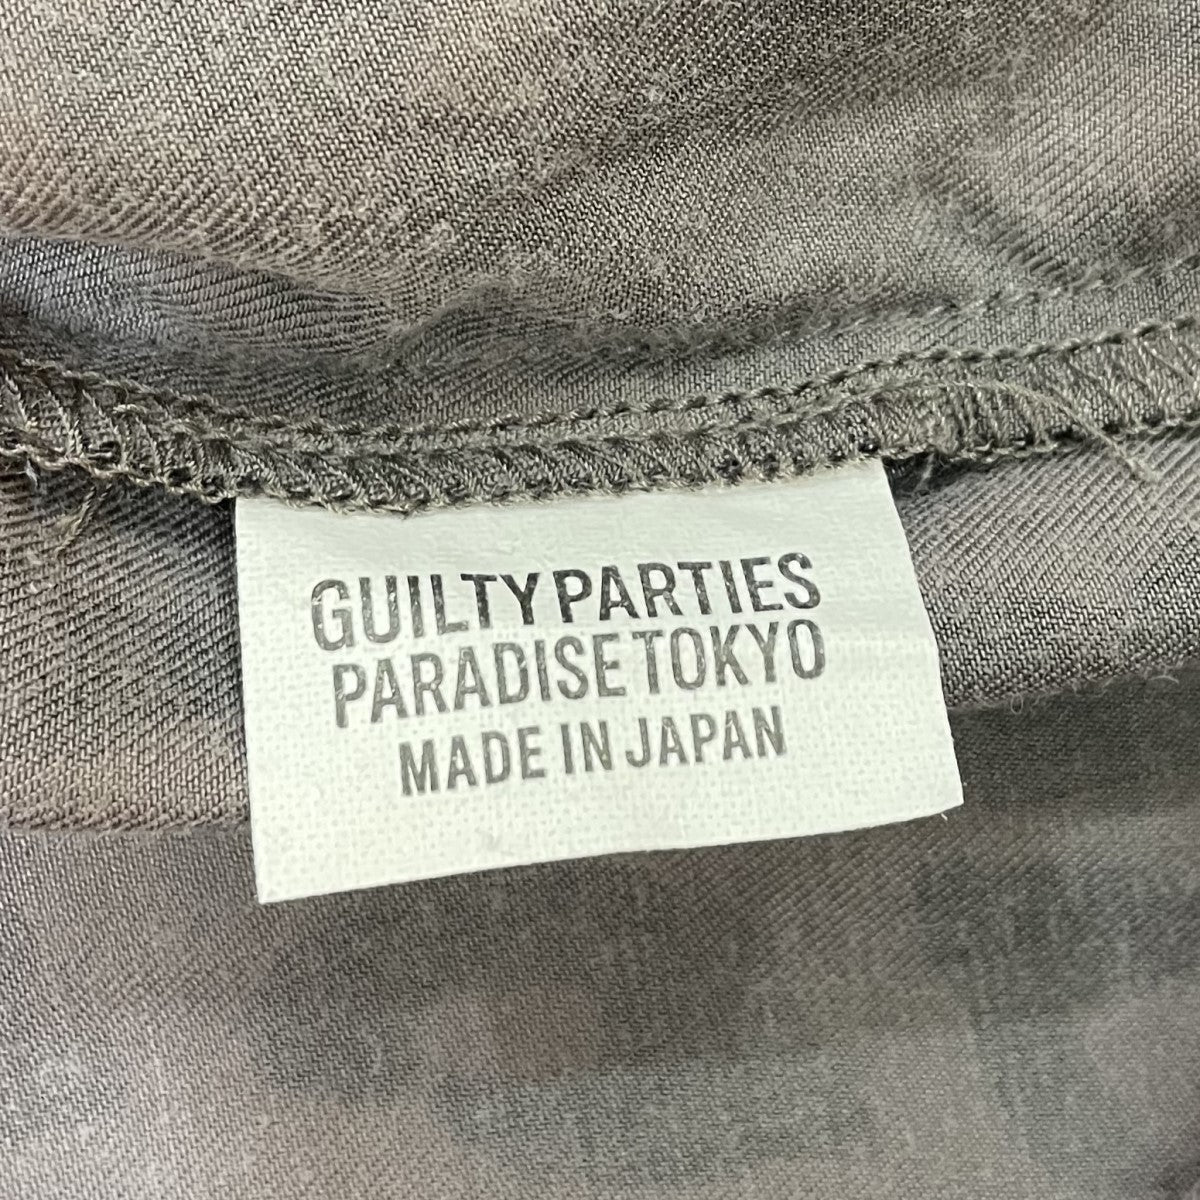 GUILTY PARTIES
PARADISE TOKYO
MADE IN JAPAN